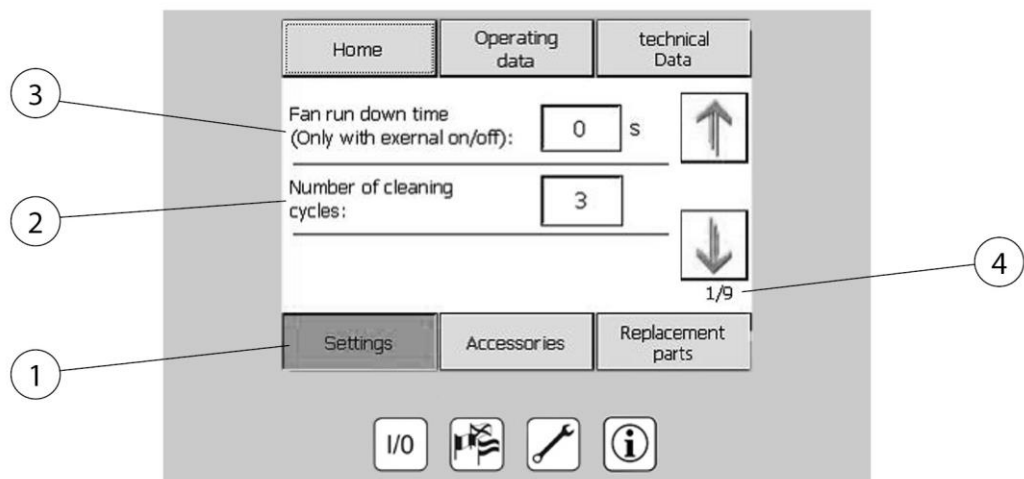 Home
Operating
data
technical
Data
3
Fan run down time
(Only with exernal on/off):
0 s
2
Number of cleaning
cycles:
3
4
1/9
1
Settings
Accessories
Replacement
parts
I/0
i